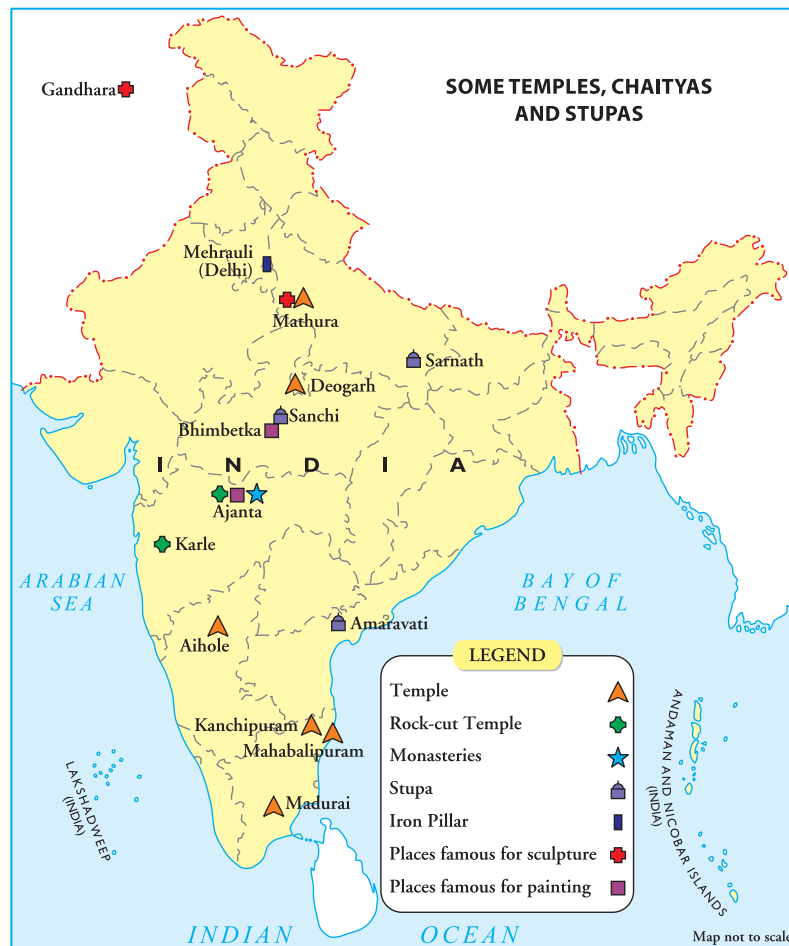 SOME TEMPLES, CHAITYAS
AND STUPAS
Gandhara
Mehrauli
(Delhi)
Mathura
Sarnath
Deogarh
Sanchi
Bhimbetka
I N D I A
Ajanta
Karle
ARABIAN
SEA
BAY OF
BENGAL
Aihole
Amaravati
LEGEND
Temple
Rock-cut Temple
Monasteries
Stupa
Iron Pillar
Places famous for sculpture
Places famous for painting
Kanchipuram
Mahabalipuram
Madurai
LAKSHADWEEP
(INDIA)
ANDAMAN AND NICOBAR ISLANDS
(INDIA)
INDIAN OCEAN
Map not to scale